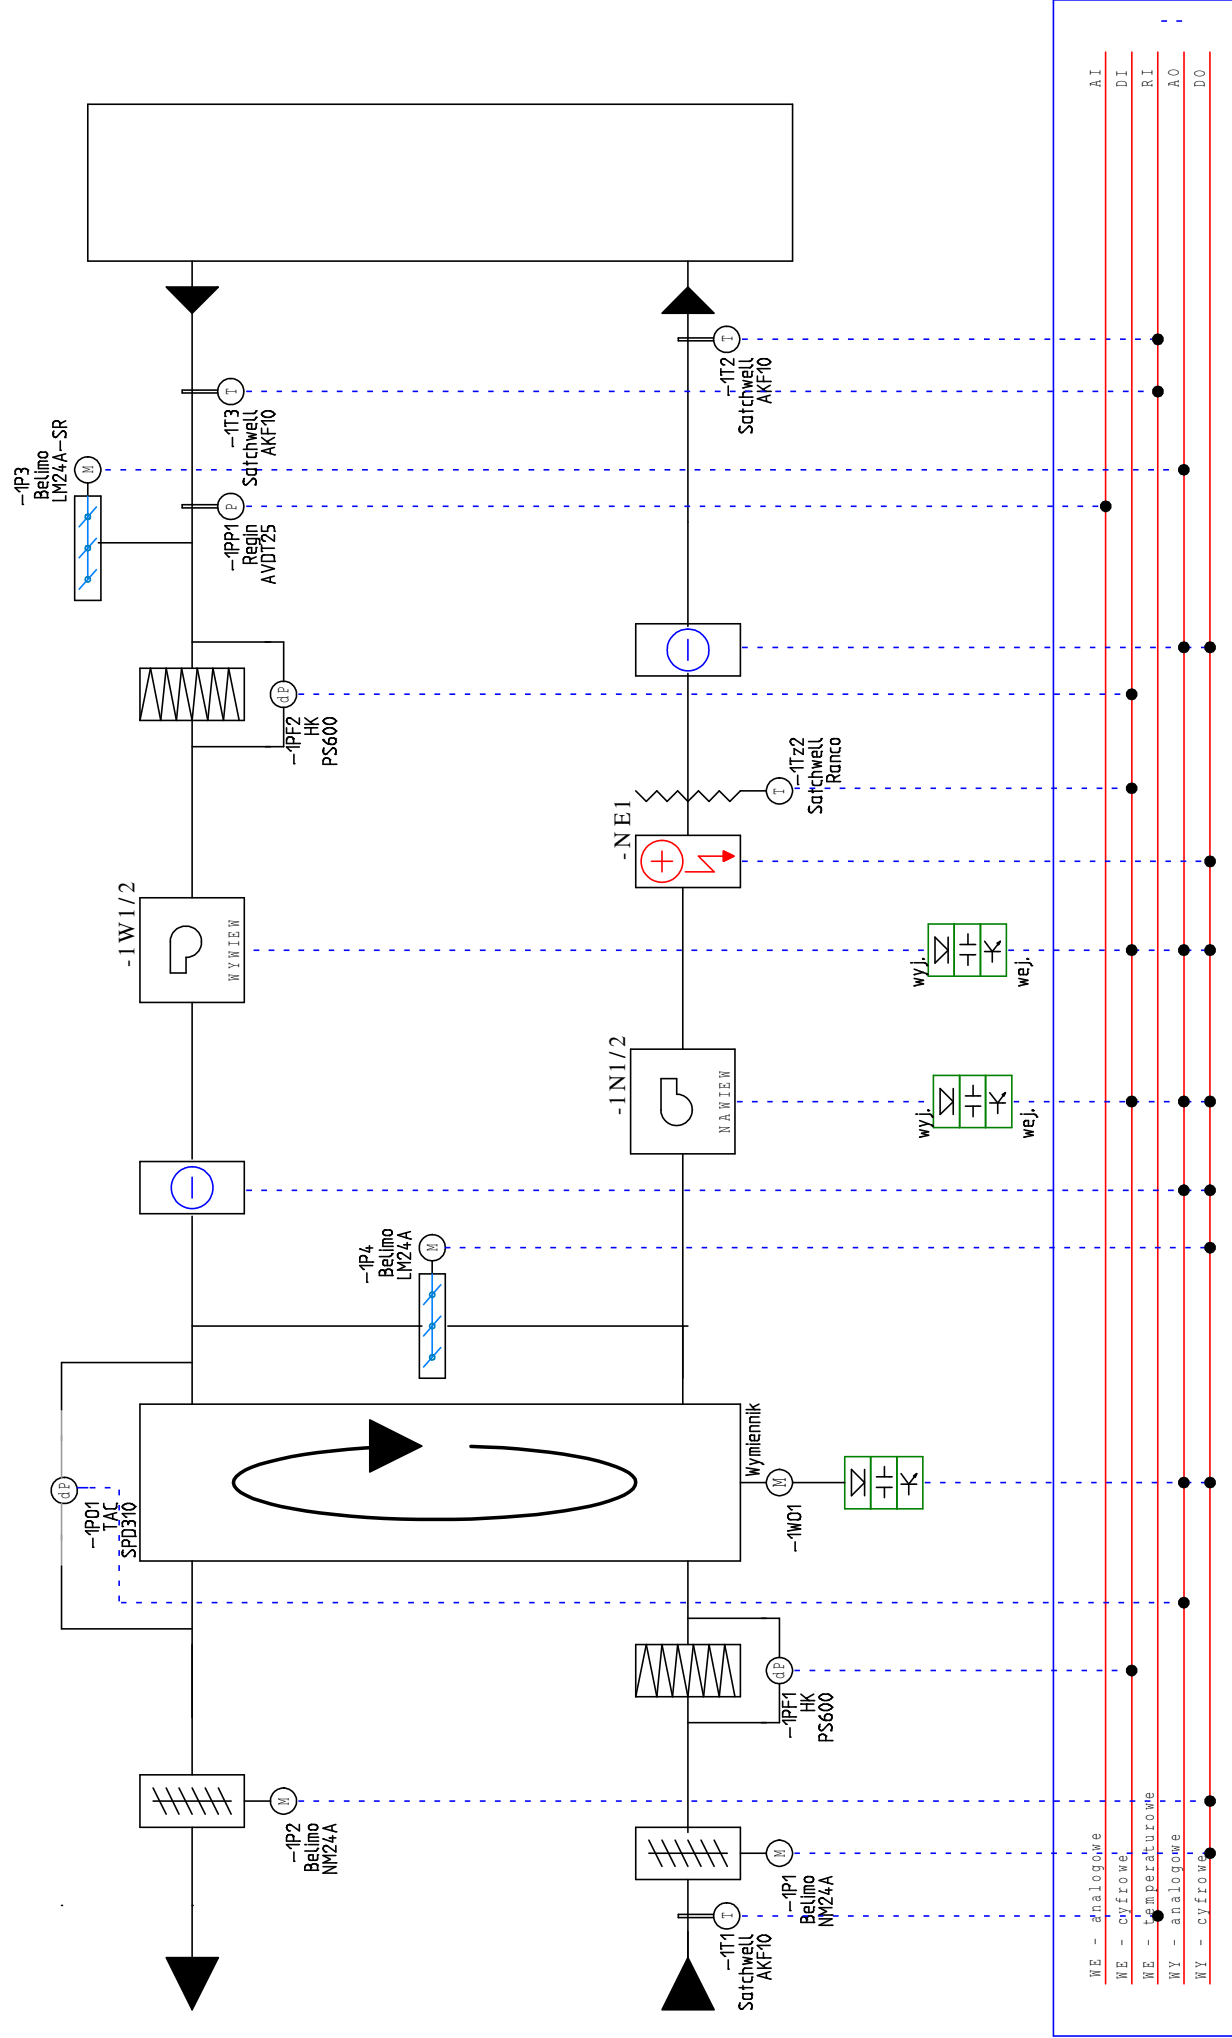 -1P3
Belimo
LM24A-SR
-1T3
Satchwell
AKF10
-1PP1
Regin
AVDT25
-1T2
Satchwell
AKF10
T
T
M
P
-1PF2
HK
PS600
dP
-1Tz2
Satchwell
Ranco
T
-NE1
-1W1/2
WYWIEW
wyj.
wej.
-1N1/2
NAWIEW
wyj.
wej.
-1P4
Belimo
LM24A
M
-1P01
TAC
SPD310
dP
Wymiennik
M
-1W01
-1PF1
HK
PS600
dP
-1P2
Belimo
NM24A
M
-1P1
Belimo
NM24A
M
-1T1
Satchwell
AKF10
T
--
WE - analogowe AI
WE - cyfrowe DI
WE - temperaturowe RI
WY - analogowe AO
WY - cyfrowe DO